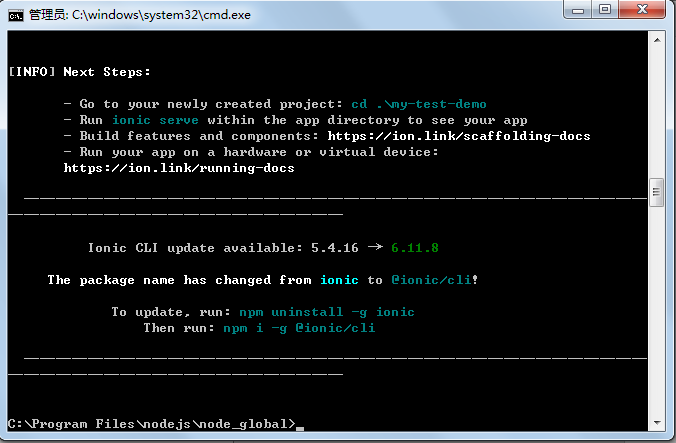 管理员: C:\windows\system32\cmd.exe
[INFO] Next Steps:
- Go to your newly created project: cd .\my-test-demo
- Run ionic serve within the app directory to see your app
- Build features and components: https://ion.link/scaffolding-docs
- Run your app on a hardware or virtual device:
https://ion.link/running-docs
Ionic CLI update available: 5.4.16 → 6.11.8
The package name has changed from ionic to @ionic/cli!
To update, run: npm uninstall -g ionic
Then run: npm i -g @ionic/cli
C:\Program Files\nodejs\node_global>_